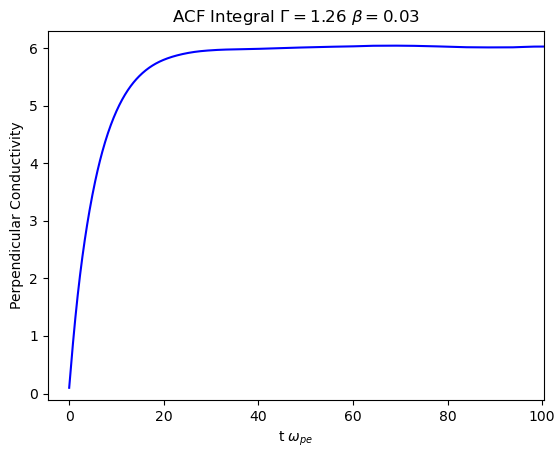 ACF Integral Γ = 1.26 β = 0.03
Perpendicular Conductivity
6
5
4
3
2
1
0
0 20 40 60 80 100
t ωpe